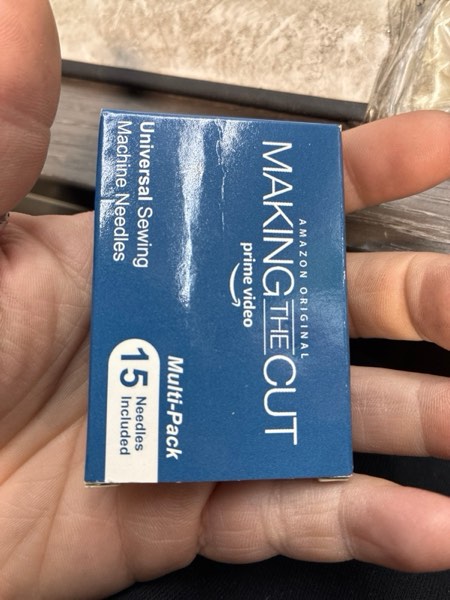 AMAZON ORIGINAL
MAKING THE CUT
prime video
Multi-Pack
Universal Sewing
Machine Needles
15 Needles
Included